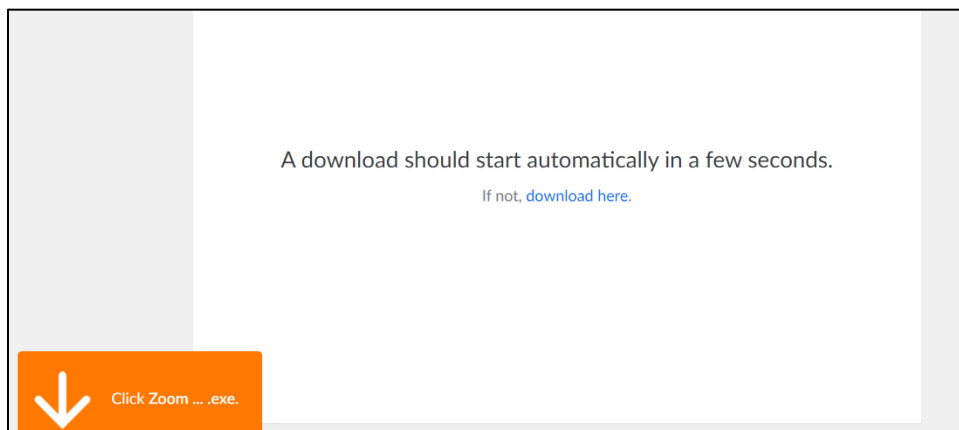 A download should start automatically in a few seconds.
If not, download here.
Click Zoom ... .exe.